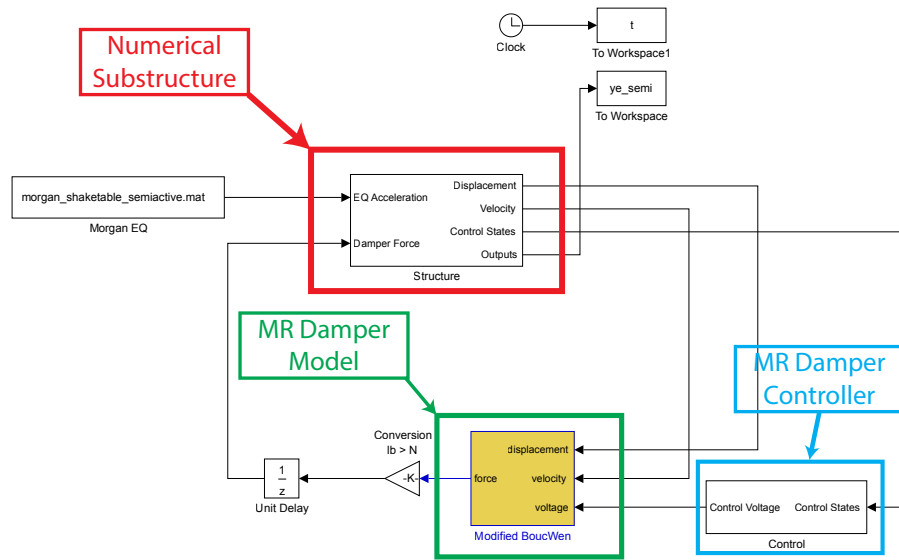 Numerical
Substructure
Clock
t
To Workspace1
ye_semi
To Workspace
morgan_shaketable_semiactive.mat
Morgan EQ
EQ Acceleration
Damper Force
Displacement
Velocity
Control States
Outputs
Structure
MR Damper
Model
MR Damper
Controller
Conversion
lb > N
-K-
1
z
Unit Delay
displacement
force
velocity
voltage
Modified BoucWen
Control Voltage
Control States
Control